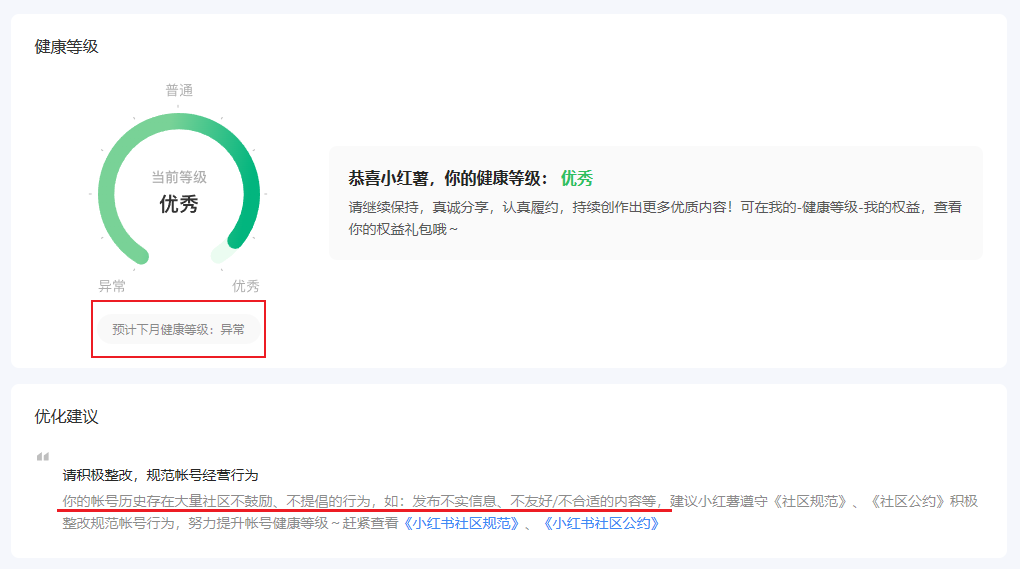 健康等级
普通
当前等级
优秀
异常
优秀
预计下月健康等级：异常
恭喜小红薯，你的健康等级： 优秀
请继续保持，真诚分享，认真履约，持续创作出更多优质内容！可在我的-健康等级-我的权益，查看
你的权益礼包哦～
优化建议
请积极整改，规范帐号经营行为
你的帐号历史存在大量社区不鼓励、不提倡的行为，如：发布不实信息、不友好/不合适的内容等，建议小红薯遵守《社区规范》、《社区公约》积极
整改规范帐号行为，努力提升帐号健康等级～赶紧查看《小红书社区规范》、《小红书社区公约》